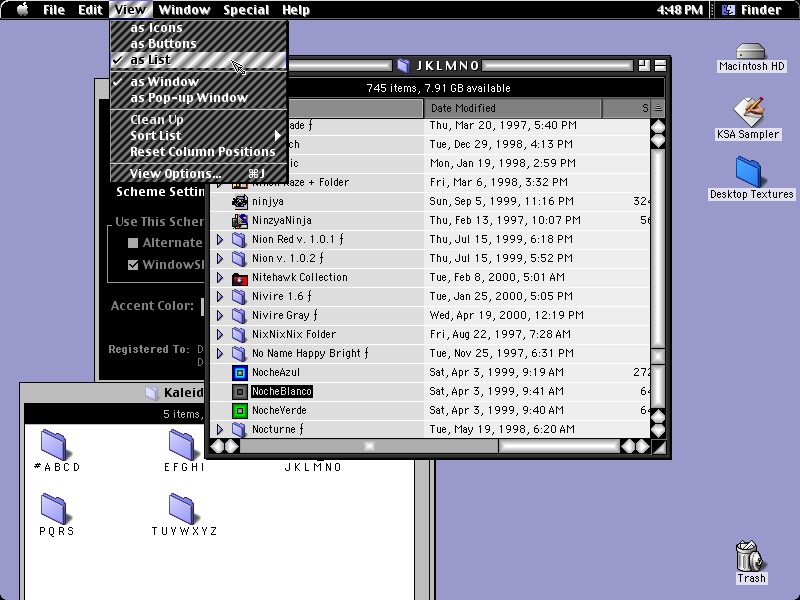 File Edit View Window Special Help 4:48 PM Finder
as Icons
as Buttons
✓ as List
✓ as Window
as Pop-up Window
Clean Up
Sort List
Reset Column Positions
View Options... ⌘J
Scheme Settin
Use This Schem
Alternate
WindowSh
Accent Color:
Registered To: D
D
JKLMNO
745 items, 7.91 GB available
Date Modified S
ade ƒ Thu, Mar 20, 1997, 5:40 PM
ch Tue, Dec 29, 1998, 4:13 PM
ic Mon, Jan 19, 1998, 2:59 PM
aze + Folder Fri, Mar 6, 1998, 3:32 PM
ninjya Sun, Sep 5, 1999, 11:16 PM 324
NinzyaNinja Thu, Feb 13, 1997, 10:07 PM 56
Nion Red v. 1.0.1 ƒ Thu, Jul 15, 1999, 6:18 PM
Nion v. 1.0.2 ƒ Thu, Jul 15, 1999, 5:52 PM
Nitehawk Collection Tue, Feb 8, 2000, 5:01 AM
Nivire 1.6 ƒ Tue, Jan 25, 2000, 5:05 PM
Nivire Gray ƒ Wed, Apr 19, 2000, 12:19 PM
NixNixNix Folder Fri, Aug 22, 1997, 7:28 AM
No Name Happy Bright ƒ Tue, Nov 25, 1997, 6:31 PM
NocheAzul Sat, Apr 3, 1999, 9:19 AM 272
NocheBlanco Sat, Apr 3, 1999, 9:41 AM 64
NocheVerde Sat, Apr 3, 1999, 9:40 AM 64
Nocturne ƒ Tue, May 19, 1998, 6:20 AM
Kaleid
5 items,
#ABCD EFGHI JKLMNO
PQRS TUVWXYZ
Macintosh HD
KSA Sampler
Desktop Textures
Trash